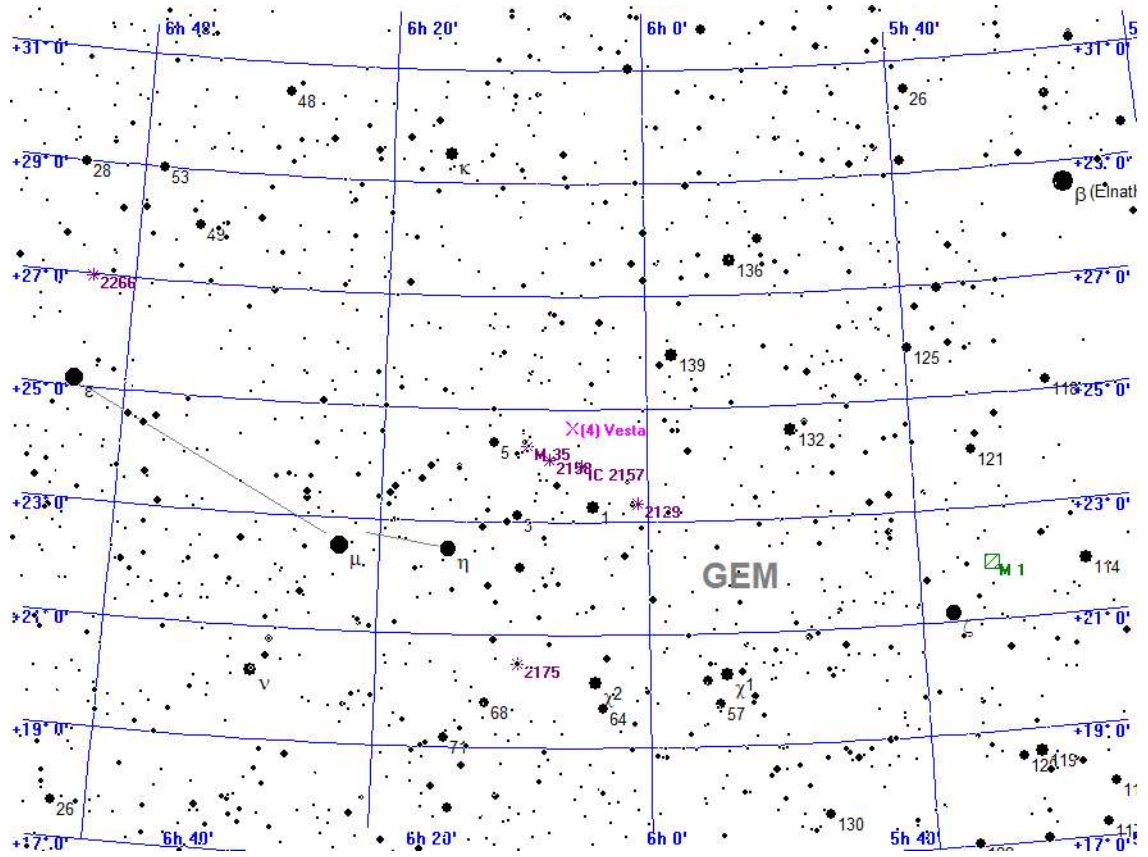 6h 40' 6h 20' 6h 0' 5h 40' 5
+31° 0' +31° 0'
48 26
κ
+29° 0' 28 53 +29° 0'
β (Elnath
49
136
+27° 0' 2266 +27° 0'
125
139
ε +25° 0' 118 +25° 0'
(4) Vesta 132
5 M 35 121
2158 IC 2157
+23° 0' 3 1 2129 +23° 0'
μ η GEM M 1 114
+21° 0' +21° 0'
ζ
ν 2175
χ2 χ1
68 64 57
+19° 0' 71 +19° 0'
119
26 130
+17° 0' 6h 40' 6h 20' 6h 0' 5h 40' +17° 0' 5